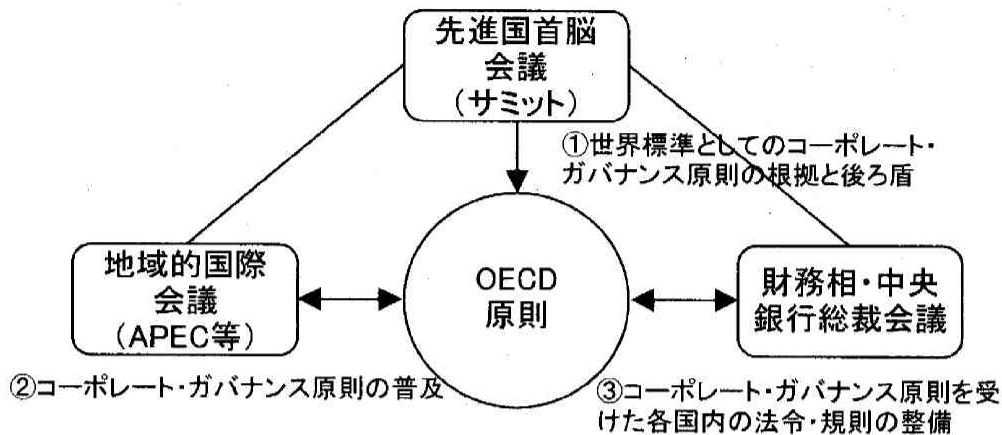 先進国首脳
会議
(サミット)
①世界標準としてのコーポレート・
ガバナンス原則の根拠と後ろ盾
地域的国際
会議
(APEC等)
OECD
原則
財務相・中央
銀行総裁会議
②コーポレート・ガバナンス原則の普及
③コーポレート・ガバナンス原則を受
けた各国内の法令・規則の整備